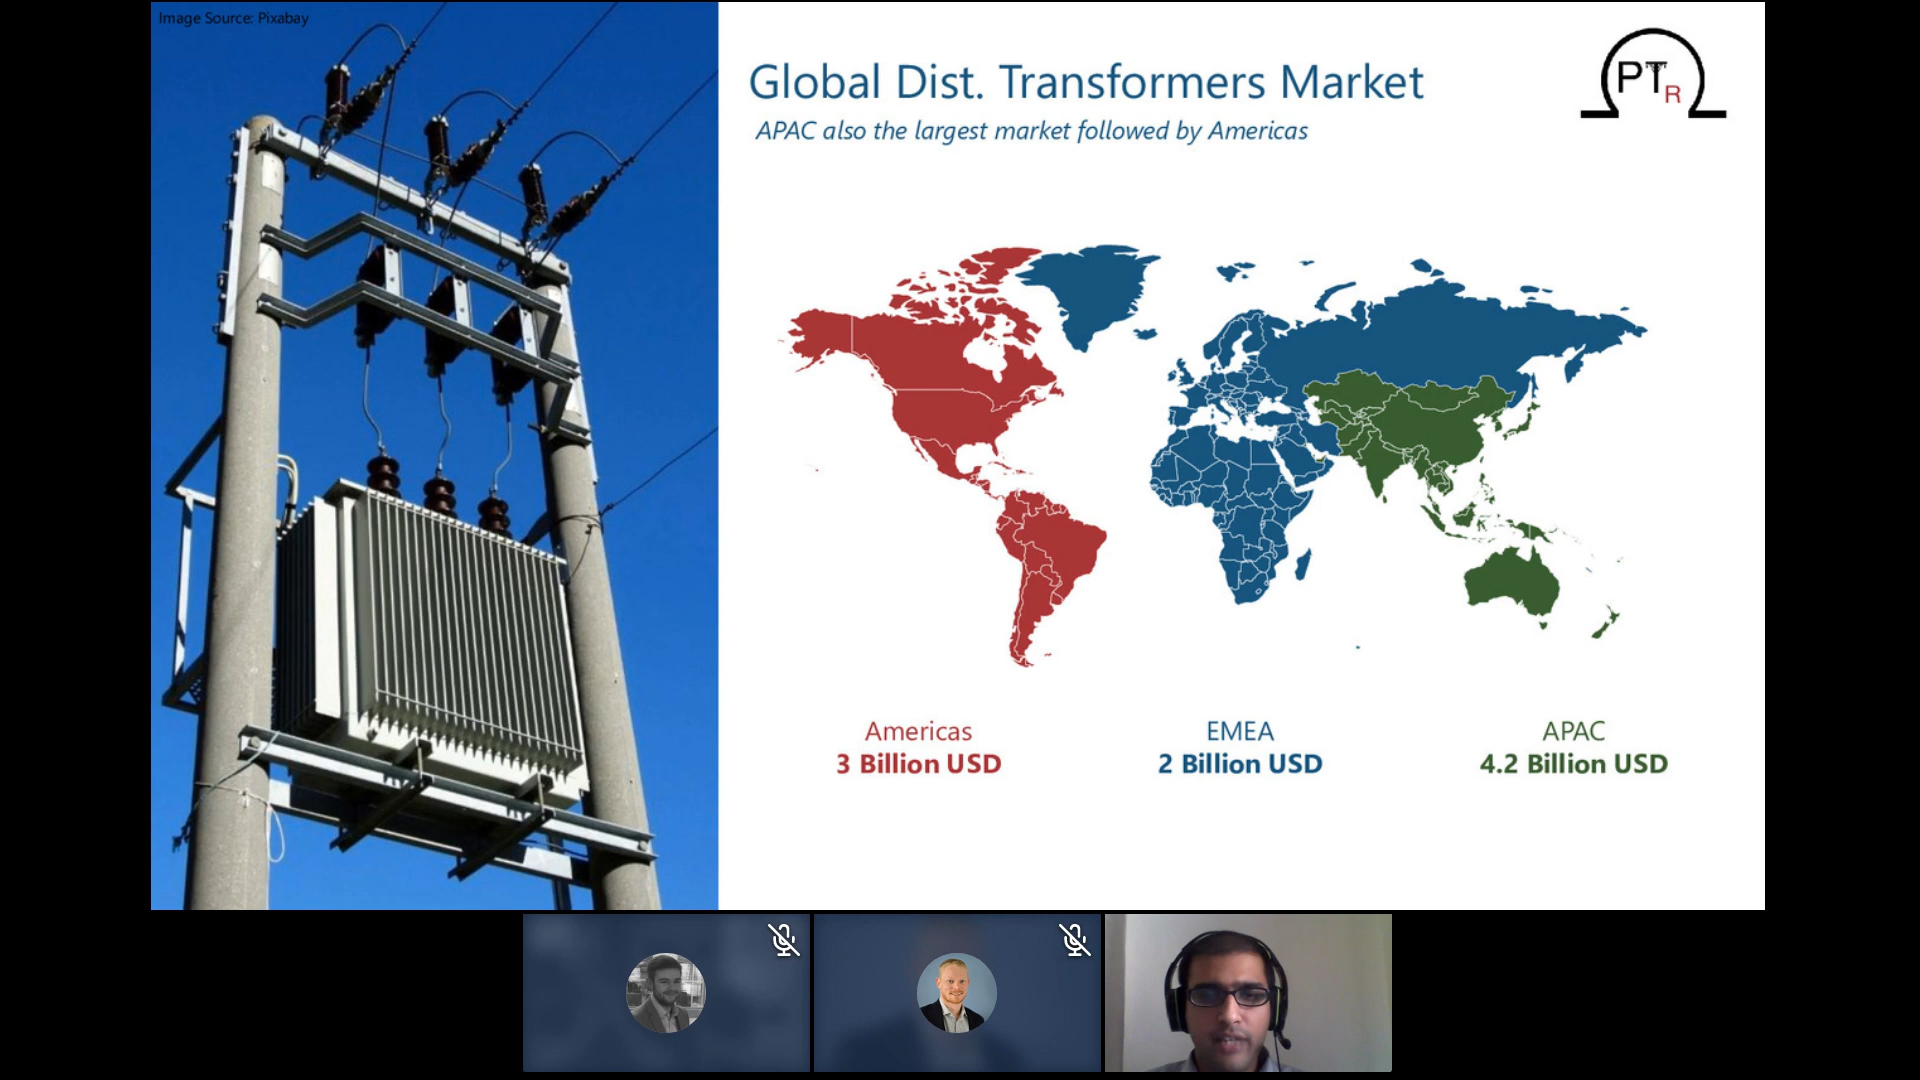 Image Source: Pixabay
Global Dist. Transformers Market
APAC also the largest market followed by Americas
PTR
Americas
3 Billion USD
EMEA
2 Billion USD
APAC
4.2 Billion USD